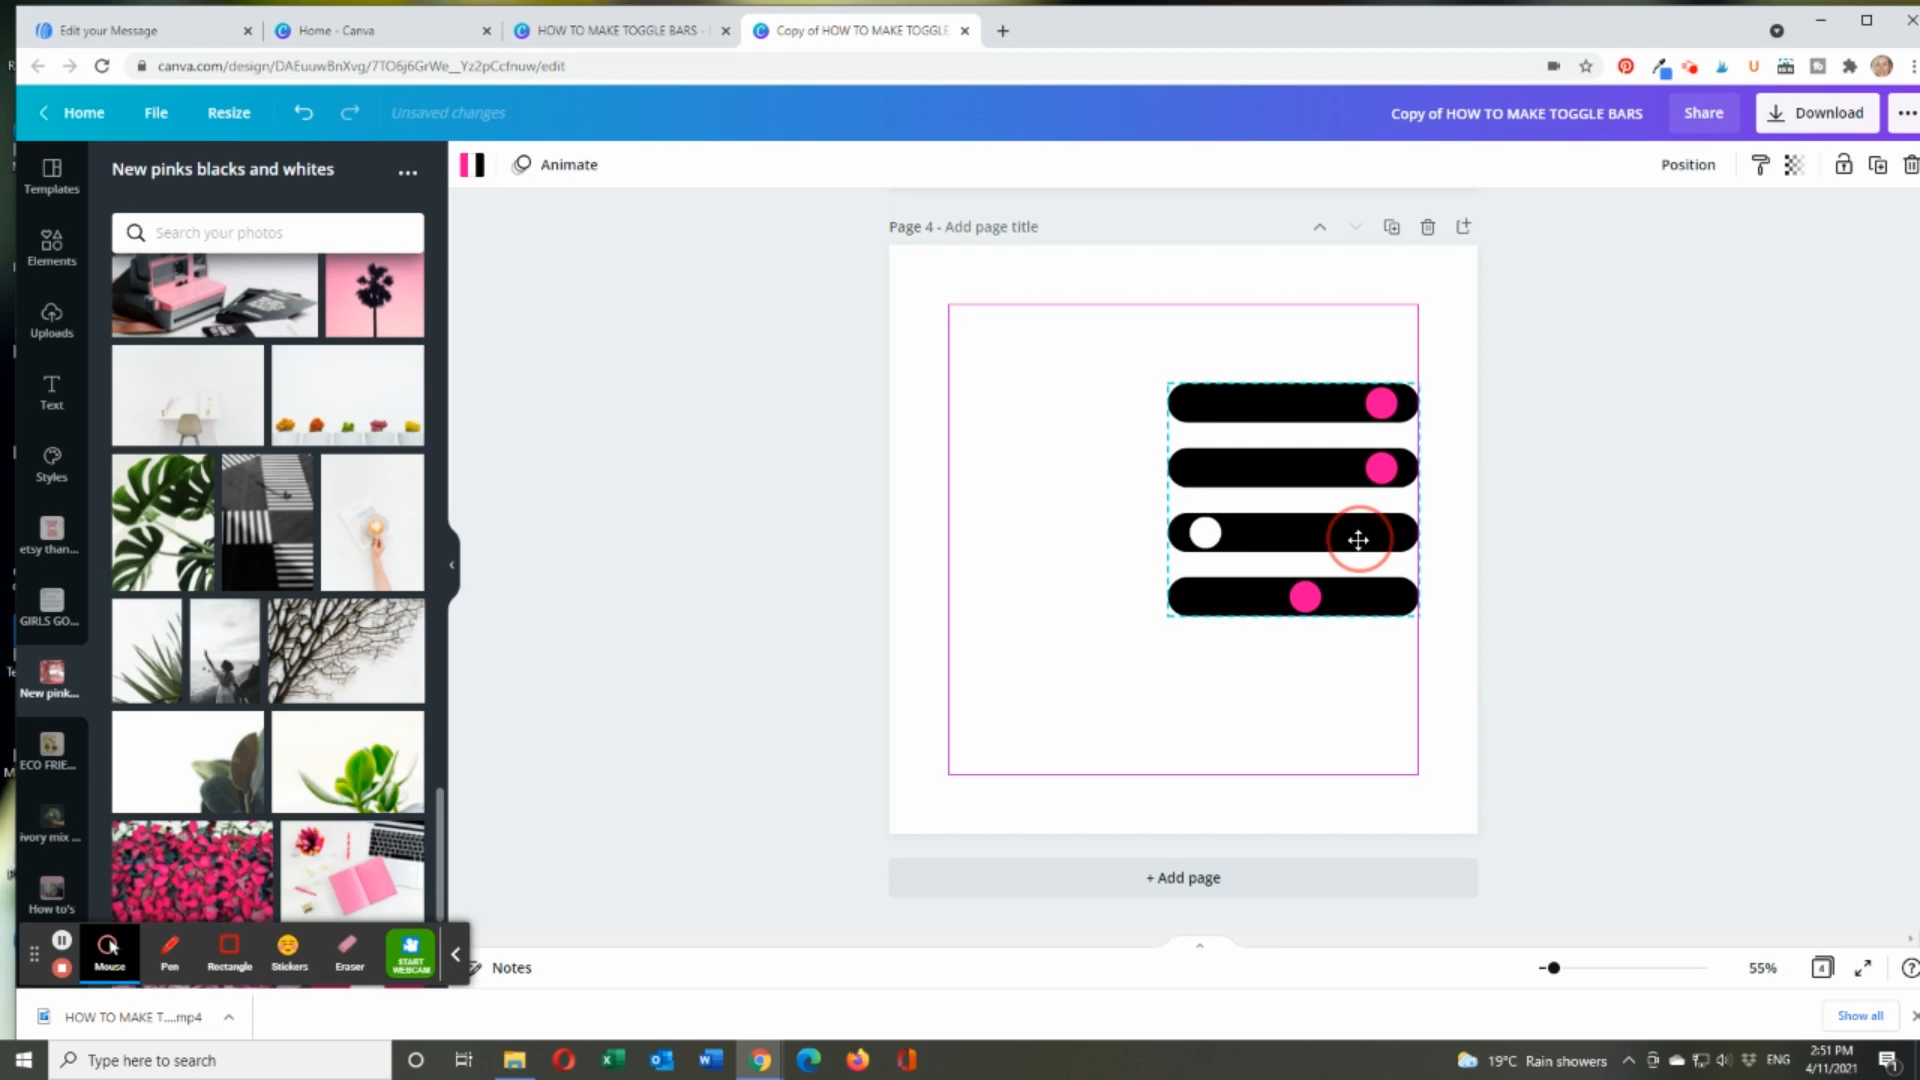 Edit your Message
Home - Canva
HOW TO MAKE TOGGLE BARS -
Copy of HOW TO MAKE TOGGLE
canva.com/design/DAEuuwBnXvg/7TO6j6GrWe__Yz2pCcfnuw/edit
Home
File
Resize
Unsaved changes
Copy of HOW TO MAKE TOGGLE BARS
Share
Download
Templates
Elements
Uploads
Text
Styles
etsy than...
GIRLS GO...
New pink...
ECO FRIE...
ivory mix ...
How to's
New pinks blacks and whites
Search your photos
Animate
Position
Page 4 - Add page title
+ Add page
Notes
55%
4
Mouse
Pen
Rectangle
Stickers
Eraser
START
WEBCAM
HOW TO MAKE T....mp4
Show all
Type here to search
19°C Rain showers
ENG
2:51 PM
4/11/2021